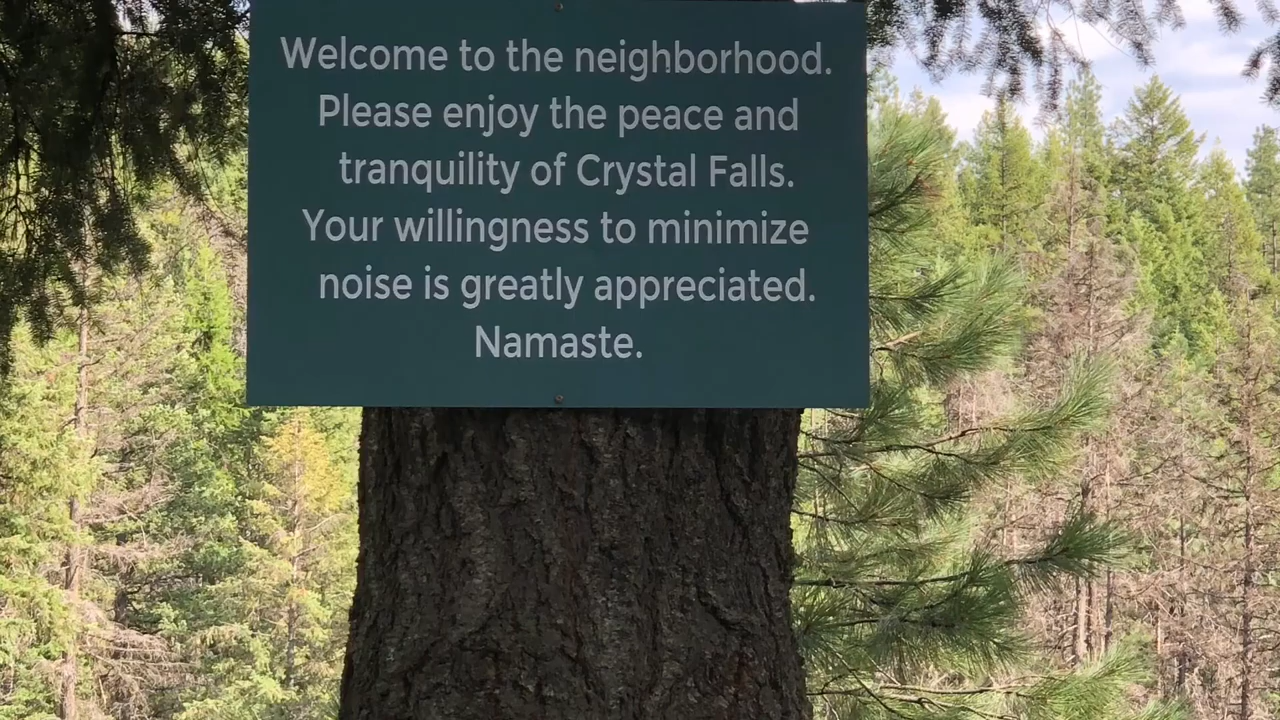 Welcome to the neighborhood.
Please enjoy the peace and
tranquility of Crystal Falls.
Your willingness to minimize
noise is greatly appreciated.
Namaste.